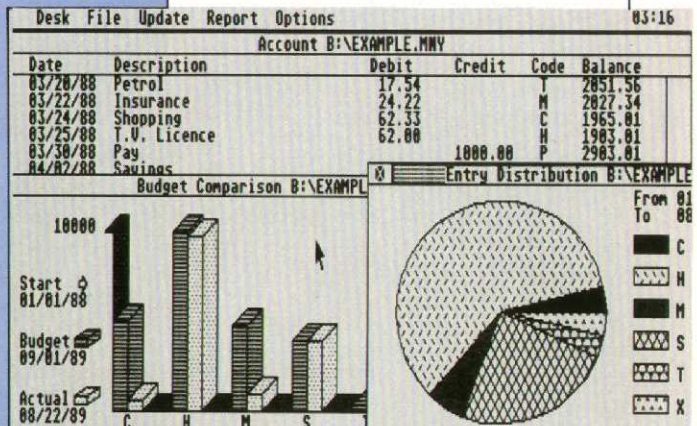 Desk File Update Report Options 03:16
Account B:\EXAMPLE.MNY
Date Description Debit Credit Code Balance
03/20/88 Petrol 17.54 T 2051.56
03/22/88 Insurance 24.22 M 2027.34
03/24/88 Shopping 62.33 C 1965.01
03/25/88 T.V. Licence 62.00 H 1903.01
03/30/88 Pay 1000.00 P 2903.01
04/02/88 Savings
Budget Comparison B:\EXAMPL
Entry Distribution B:\EXAMPLE
10000
Start
01/01/88
Budget
09/01/89
Actual
08/22/89
C H M S
From 01
To 08
C
H
M
S
T
X